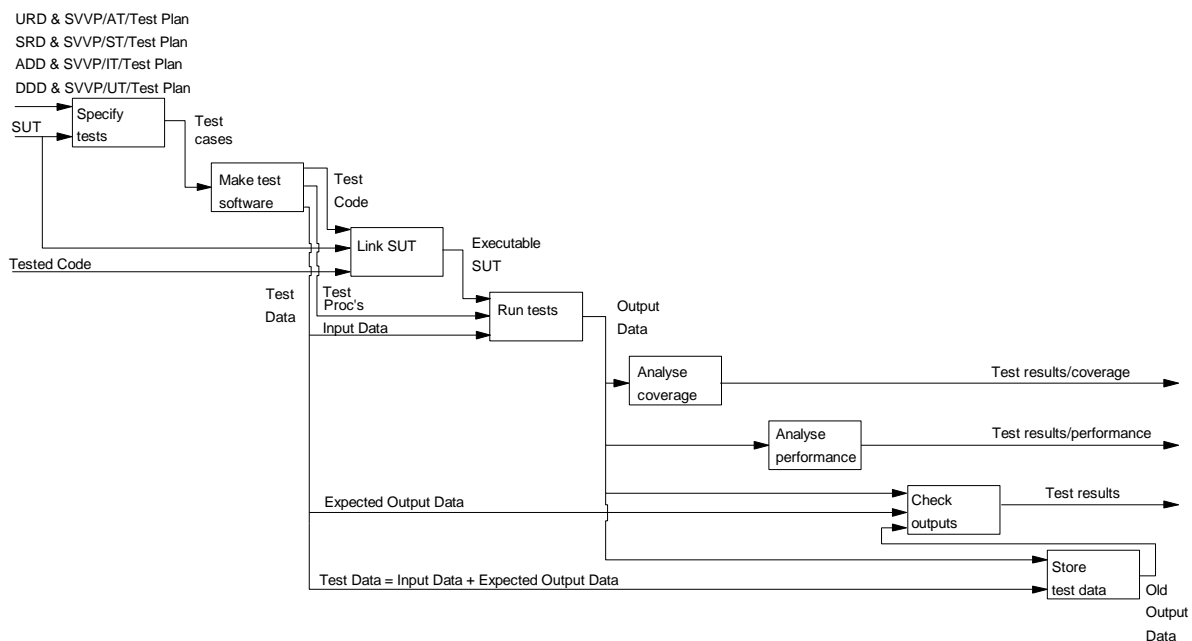 URD & SVVP/AT/Test Plan
SRD & SVVP/ST/Test Plan
ADD & SVVP/IT/Test Plan
DDD & SVVP/UT/Test Plan
Specify
tests
SUT
Test
cases
Make test
software
Test
Code
Link SUT
Executable
SUT
Tested Code
Test
Data
Test
Proc's
Input Data
Run tests
Output
Data
Analyse
coverage
Test results/coverage
Analyse
performance
Test results/performance
Expected Output Data
Check
outputs
Test results
Test Data = Input Data + Expected Output Data
Store
test data
Old
Output
Data